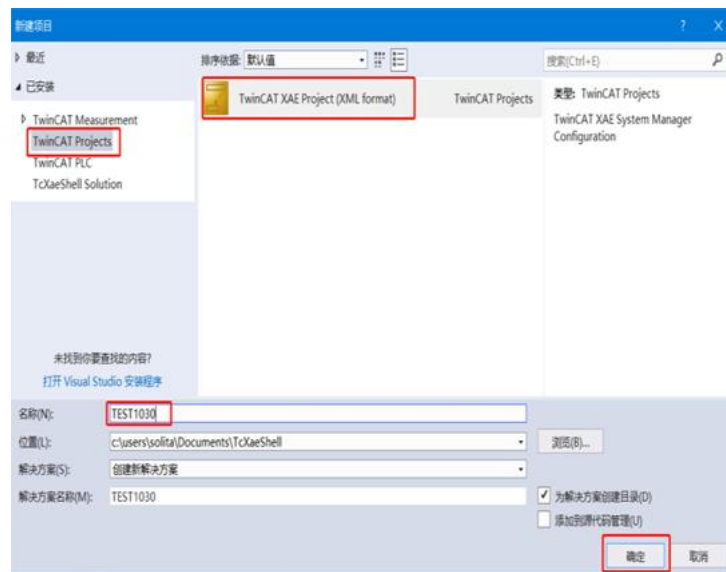 新建项目
? X
最近
排序依据: 默认值
搜索(Ctrl+E)
已安装
TwinCAT Measurement
TwinCAT Projects
TwinCAT PLC
TcXaeShell Solution
TwinCAT XAE Project (XML format)
TwinCAT Projects
类型: TwinCAT Projects
TwinCAT XAE System Manager
Configuration
未找到你要查找的内容?
打开 Visual Studio 安装程序
名称(N): TEST1030
位置(L): c:\users\solita\Documents\TcXaeShell
浏览(B)...
解决方案(S): 创建新解决方案
解决方案名称(M): TEST1030
为解决方案创建目录(D)
添加到源代码管理(U)
确定
取消